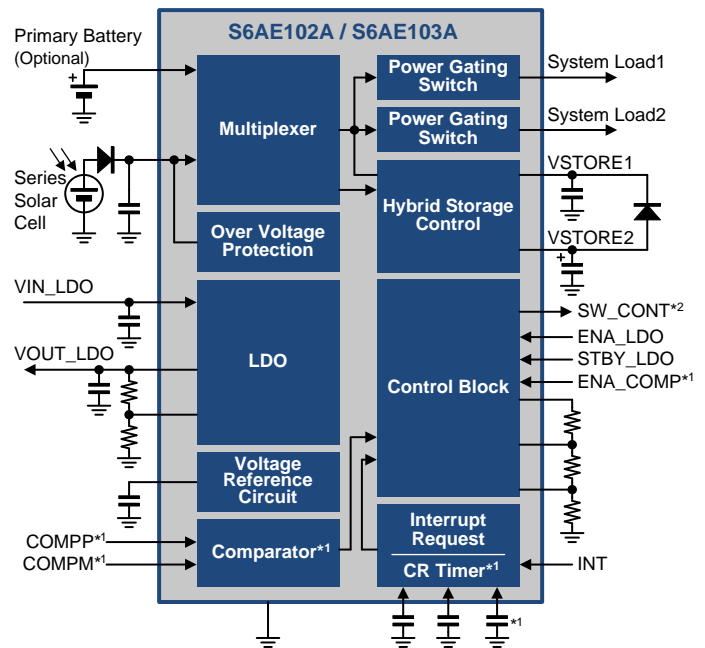 S6AE102A / S6AE103A
Primary Battery
(Optional)
+
Multiplexer
Power Gating
Switch
System Load1
Power Gating
Switch
System Load2
Series
Solar
Cell
Over Voltage
Protection
Hybrid Storage
Control
VSTORE1
VSTORE2
+
VIN_LDO
VOUT_LDO
LDO
Control Block
SW_CONT*2
ENA_LDO
STBY_LDO
ENA_COMP*1
Voltage
Reference
Circuit
COMPP*1
COMPM*1
Comparator*1
Interrupt
Request
CR Timer*1
INT
*1